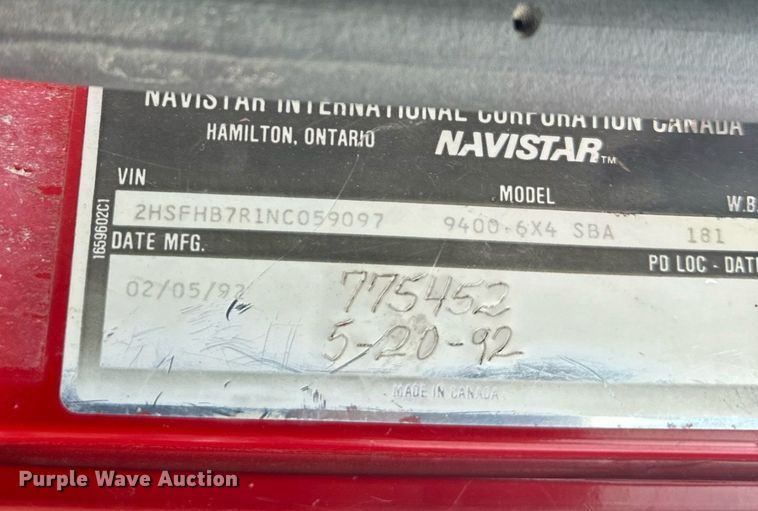 NAVISTAR INTERNATIONAL CORPORATION CANADA
HAMILTON, ONTARIO NAVISTAR™
VIN MODEL W.B.
2HSFHB7R1NC059097 9400-6X4 SBA 181
DATE MFG. PD LOC - DATE
02/05/92 775452
5-20-92
MADE IN CANADA
1659602C1
Purple Wave Auction